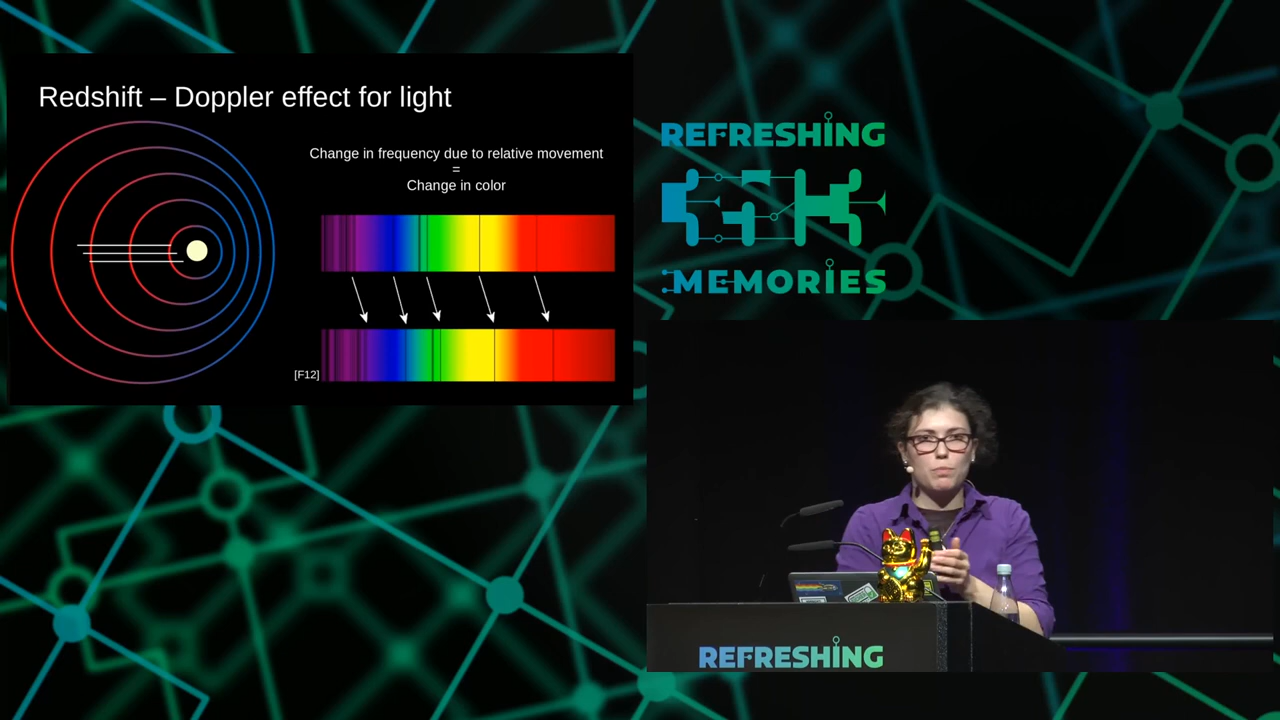 Redshift – Doppler effect for light
Change in frequency due to relative movement
=
Change in color
[F12]
REFRESHING
MEMORIES
REFRESHING